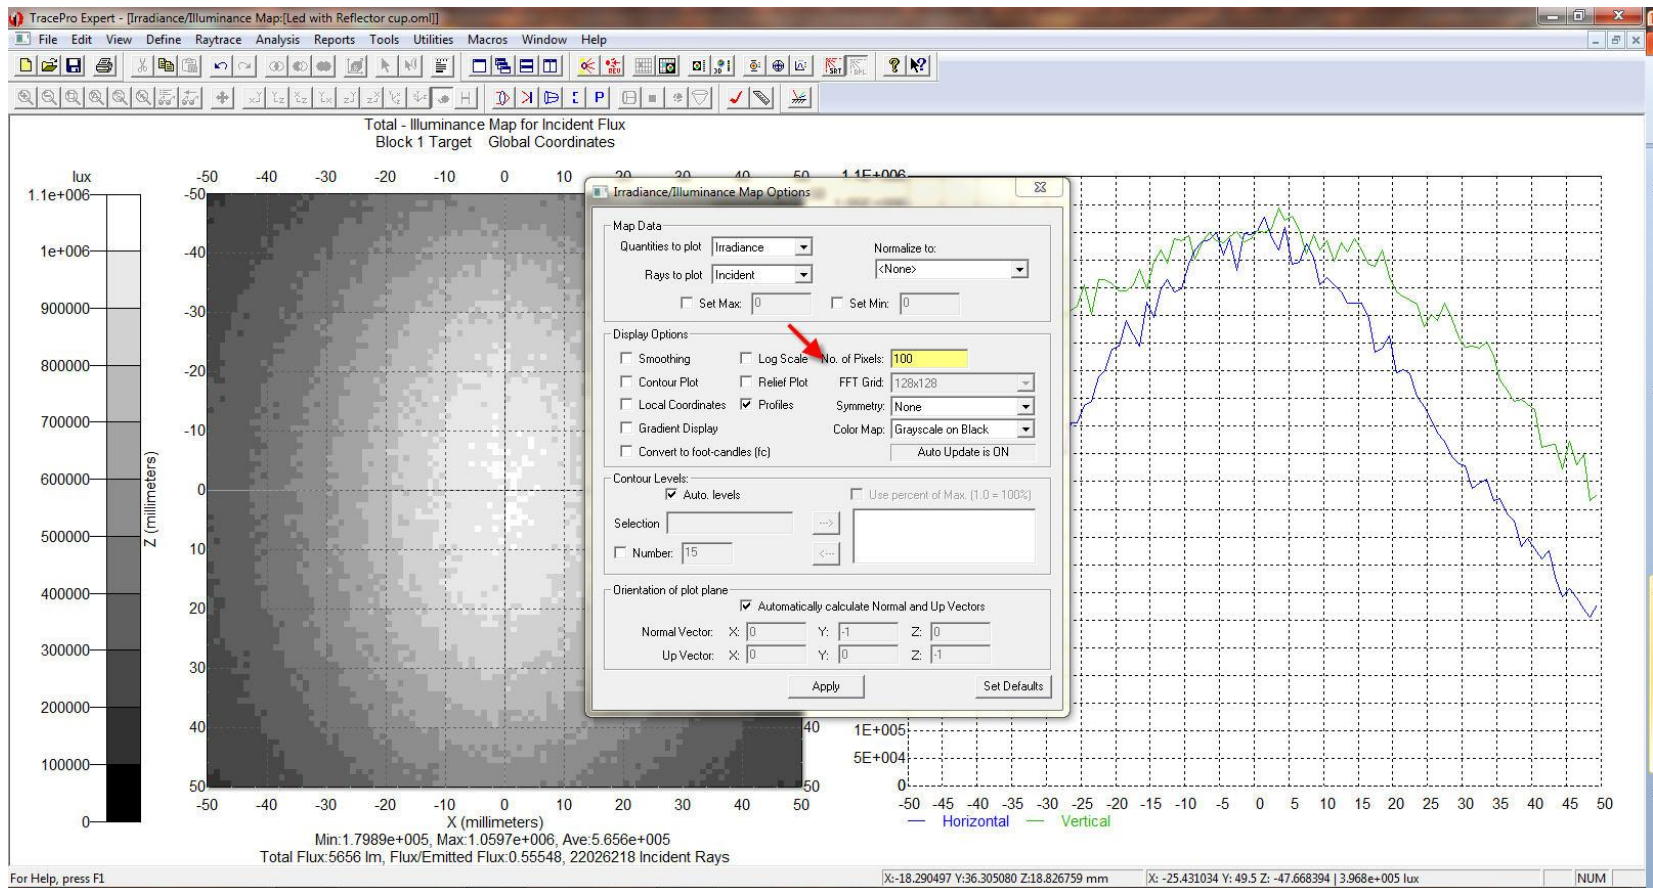 TracePro Expert - [Irradiance/Illuminance Map:[Led with Reflector cup.oml]]
File Edit View Define Raytrace Analysis Reports Tools Utilities Macros Window Help
Total - Illuminance Map for Incident Flux
Block 1 Target Global Coordinates
lux
1.1e+006
1e+006
900000
800000
700000
600000
500000
400000
300000
200000
100000
0
-50 -40 -30 -20 -10 0 10 20 30 40 50
-50
-40
-30
-20
-10
0
10
20
30
40
50
Z (millimeters)
40
50
-50 -40 -30 -20 -10 0 10 20 30 40 50
X (millimeters)
Min:1.7989e+005, Max:1.0597e+006, Ave:5.656e+005
Total Flux:5656 lm, Flux/Emitted Flux:0.55548, 22026218 Incident Rays
Irradiance/Illuminance Map Options
Map Data
Quantities to plot Irradiance
Normalize to:
Rays to plot Incident
<None>
Set Max: 0 Set Min: 0
Display Options
Smoothing Log Scale No. of Pixels: 100
Contour Plot Relief Plot FFT Grid: 128x128
Local Coordinates Profiles Symmetry: None
Gradient Display Color Map: Grayscale on Black
Convert to foot-candles (fc) Auto Update is ON
Contour Levels:
Auto. levels Use percent of Max. (1.0 = 100%)
Selection --->
Number: 15 <---
Orientation of plot plane
Automatically calculate Normal and Up Vectors
Normal Vector: X: 0 Y: -1 Z: 0
Up Vector: X: 0 Y: 0 Z: -1
Apply Set Defaults
1.1E+006
1E+005
5E+004
0
-50 -45 -40 -35 -30 -25 -20 -15 -10 -5 0 5 10 15 20 25 30 35 40 45 50
Horizontal Vertical
For Help, press F1
X:-18.290497 Y:36.305080 Z:18.826759 mm
X: -25.431034 Y: 49.5 Z: -47.668394 | 3.968e+005 lux
NUM